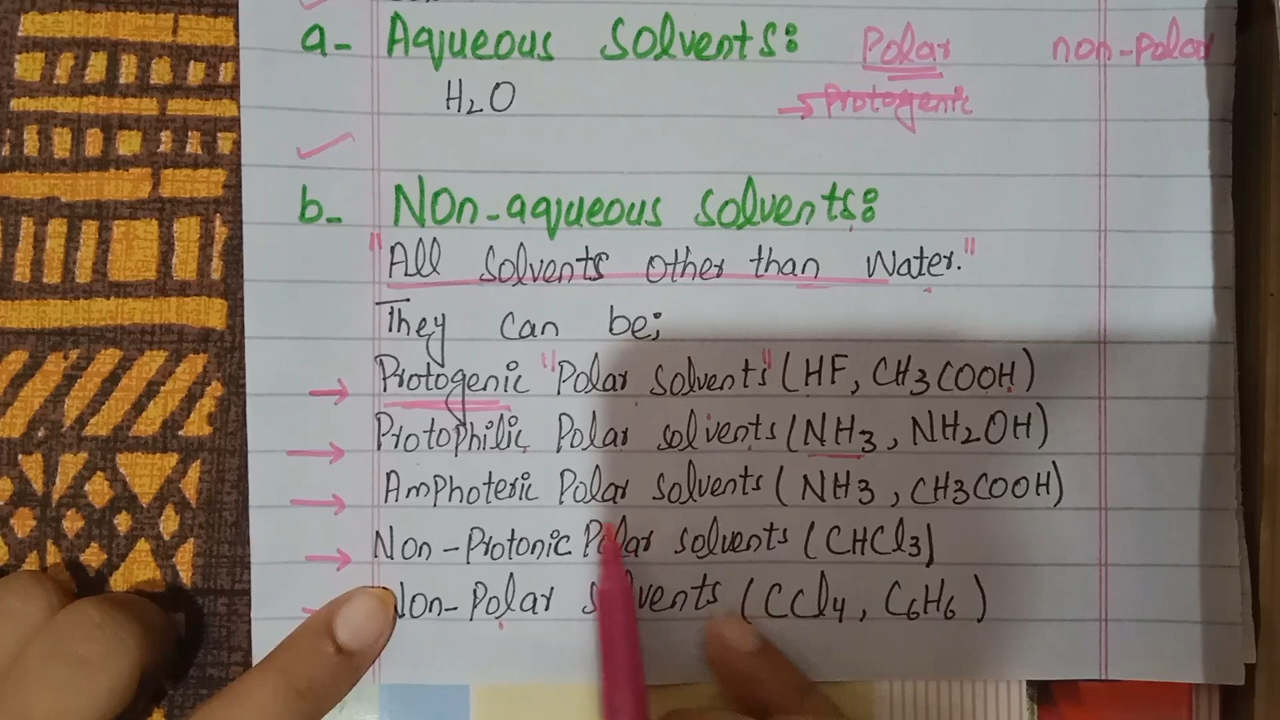 a- Aqueous Solvents: Polar non-polar
H2O →Protogenic
b- Non-aqueous solvents:
"All solvents other than Water."
They can be;
→ Protogenic "Polar solvents" (HF, CH3COOH)
→ Protophilic Polar solvents (NH3, NH2OH)
→ Amphoteric Polar solvents (NH3, CH3COOH)
→ Non-Protonic Polar solvents (CHCl3)
Non-Polar solvents (CCl4, C6H6)